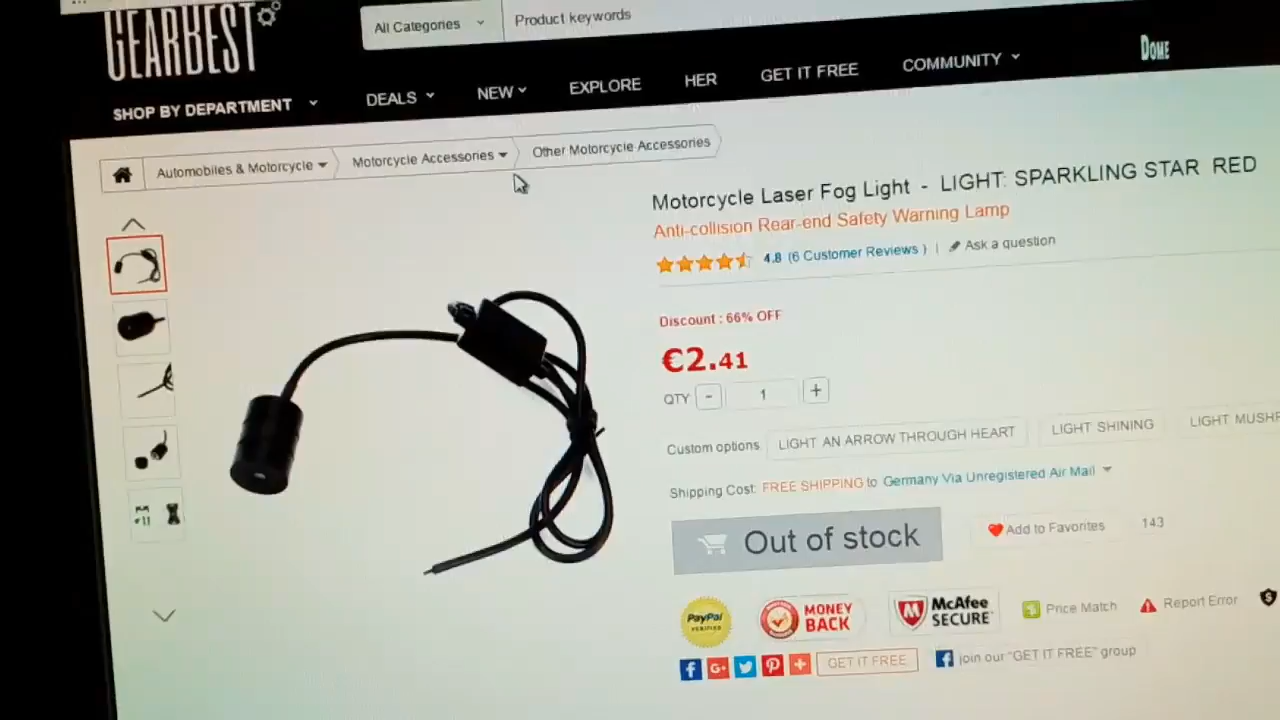 GEARBEST
All Categories
Product keywords
SHOP BY DEPARTMENT
DEALS
NEW
EXPLORE
HER
GET IT FREE
COMMUNITY
DOME
Automobiles & Motorcycle
Motorcycle Accessories
Other Motorcycle Accessories
Motorcycle Laser Fog Light - LIGHT: SPARKLING STAR RED
Anti-collision Rear-end Safety Warning Lamp
4.8 (6 Customer Reviews ) | Ask a question
Discount : 66% OFF
€2.41
QTY - 1 +
Custom options LIGHT AN ARROW THROUGH HEART LIGHT SHINING LIGHT
Shipping Cost: FREE SHIPPING to Germany Via Unregistered Air Mail
Out of stock
Add to Favorites 143
PayPal VERIFIED
MONEY BACK
McAfee SECURE
Price Match
Report Error
GET IT FREE
join our "GET IT FREE" group